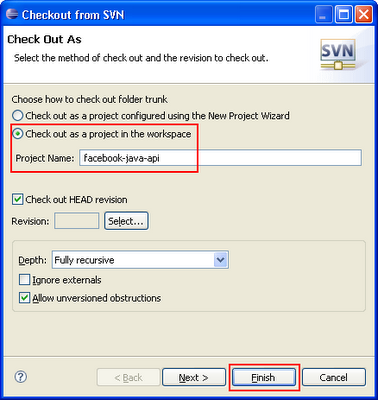 Checkout from SVN
Check Out As
Select the method of check out and the revision to check out.
SVN
Choose how to check out folder trunk
Check out as a project configured using the New Project Wizard
Check out as a project in the workspace
Project Name: facebook-java-api
Check out HEAD revision
Revision: Select...
Depth: Fully recursive
Ignore externals
Allow unversioned obstructions
? < Back Next > Finish Cancel